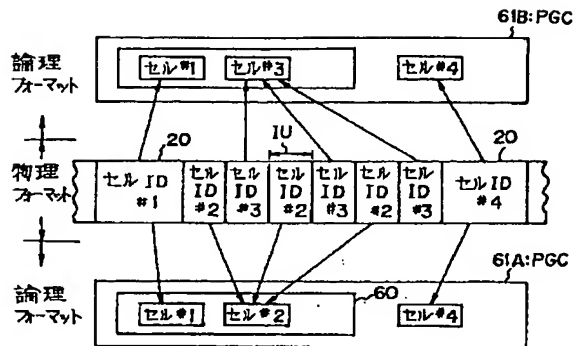 61B:PGC
論理
フォーマット
セル#1 セル#3 セル#4
20 IU 20
物理
フォーマット
セル ID #1
セル ID #2
セル ID #3
セル ID #2
セル ID #3
セル ID #2
セル ID #3
セル ID #4
61A:PGC
論理
フォーマット
60
セル#1 セル#2 セル#4